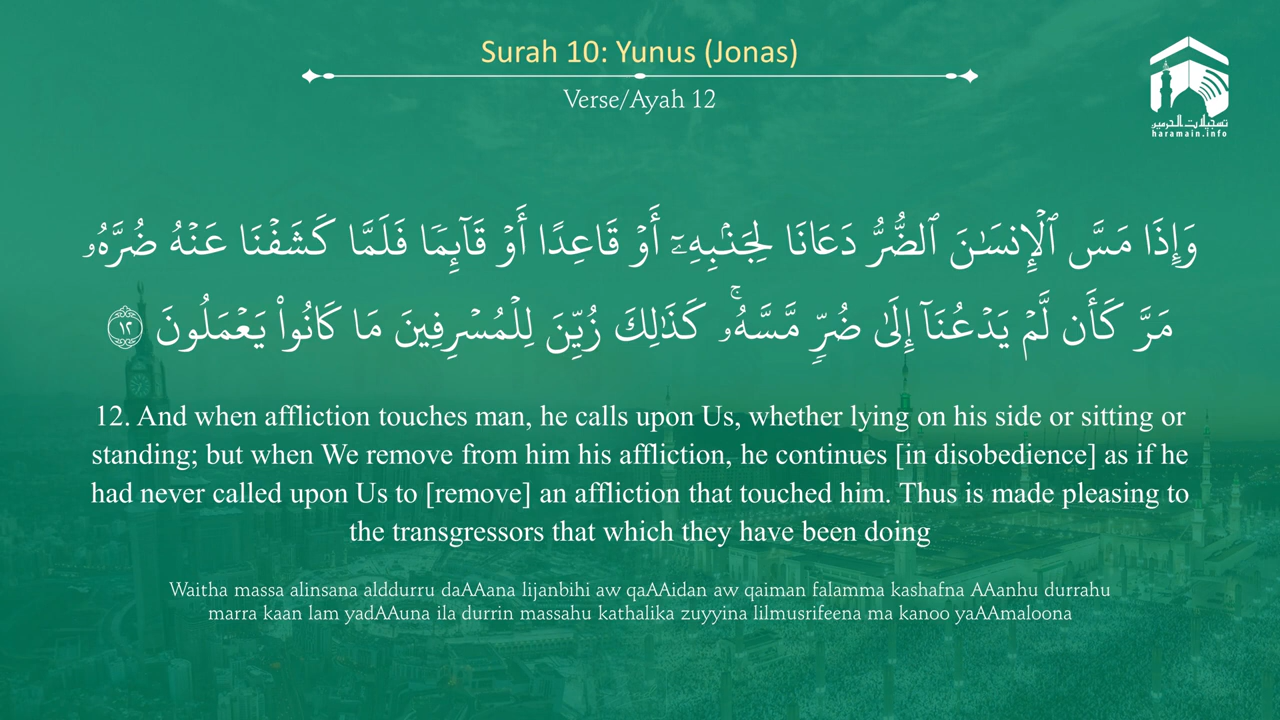 Surah 10: Yunus (Jonas)
Verse/Ayah 12
تسجيلات الحرمين
haramain.info
وَإِذَا مَسَّ ٱلْإِنسَـٰنَ ٱلضُّرُّ دَعَانَا لِجَنۢبِهِۦٓ أَوْ قَاعِدًا أَوْ قَآئِمًا فَلَمَّا كَشَفْنَا عَنْهُ ضُرَّهُۥ
مَرَّ كَأَن لَّمْ يَدْعُنَآ إِلَىٰ ضُرٍّ مَّسَّهُۥ ۚ كَذَٰلِكَ زُيِّنَ لِلْمُسْرِفِينَ مَا كَانُوا۟ يَعْمَلُونَ ١٢
12. And when affliction touches man, he calls upon Us, whether lying on his side or sitting or
standing; but when We remove from him his affliction, he continues [in disobedience] as if he
had never called upon Us to [remove] an affliction that touched him. Thus is made pleasing to
the transgressors that which they have been doing
Waitha massa alinsana aldddurru daAAana lijanbihi aw qaAAidan aw qaiman falamma kashafna AAanhu durrahu
marra kaan lam yadAAuna ila durrin massahu kathalika zuyyina lilmusrifeena ma kanoo yaAAmaloona